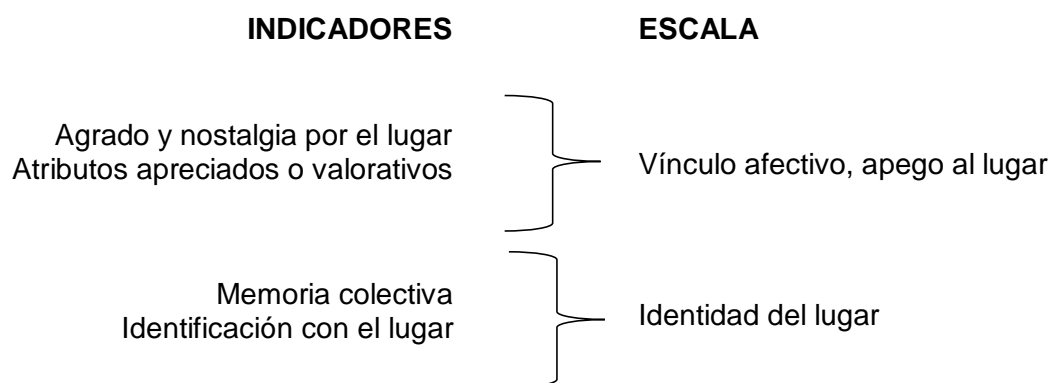 INDICADORES ESCALA
Agrado y nostalgia por el lugar
Atributos apreciados o valorativos
Vínculo afectivo, apego al lugar
Memoria colectiva
Identificación con el lugar
Identidad del lugar